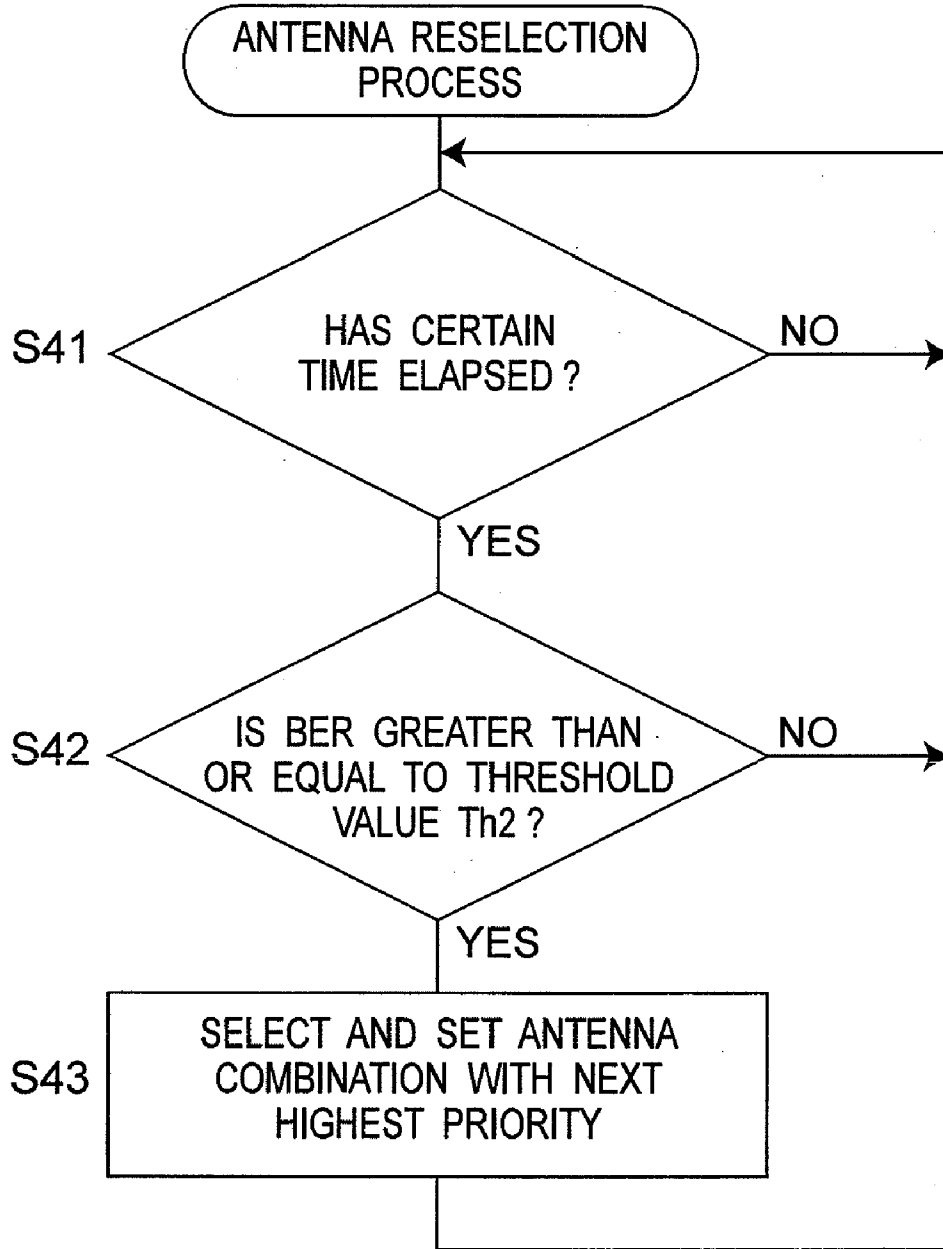 ANTENNA RESELECTION
PROCESS
S41
HAS CERTAIN
TIME ELAPSED ?
NO
YES
S42
IS BER GREATER THAN
OR EQUAL TO THRESHOLD
VALUE Th2 ?
NO
YES
S43
SELECT AND SET ANTENNA
COMBINATION WITH NEXT
HIGHEST PRIORITY